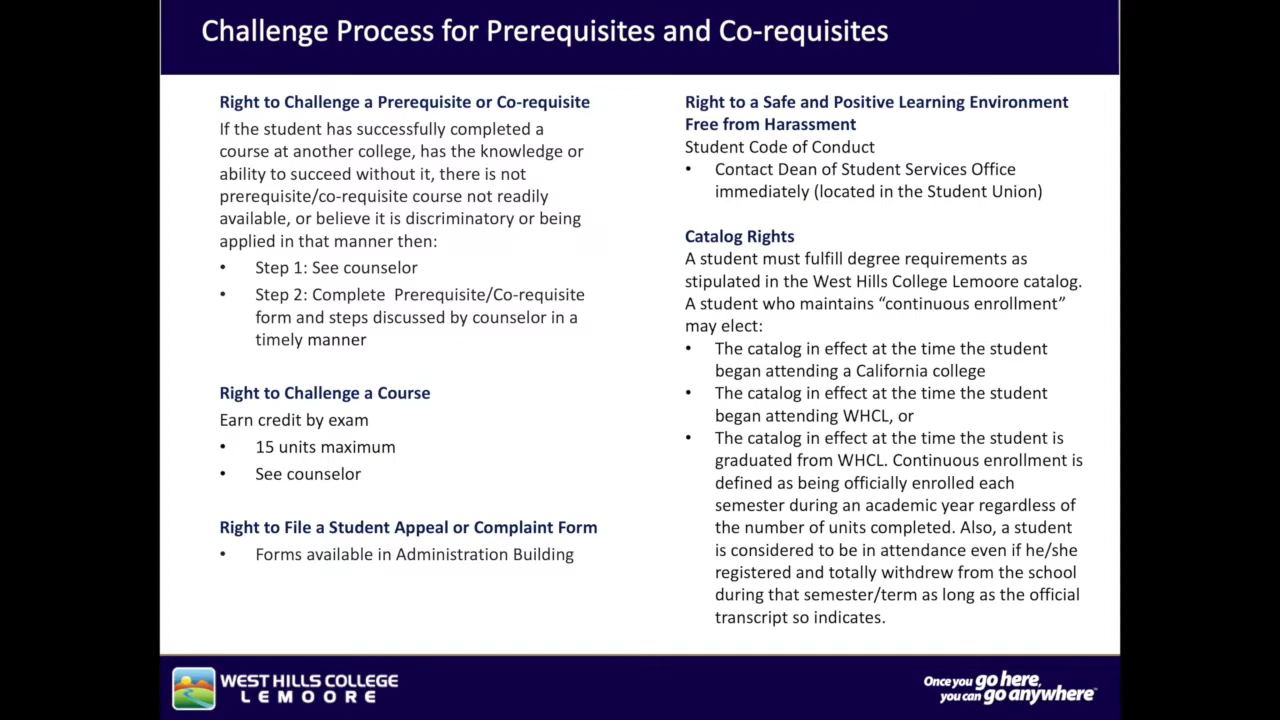 Challenge Process for Prerequisites and Co-requisites
Right to Challenge a Prerequisite or Co-requisite
If the student has successfully completed a
course at another college, has the knowledge or
ability to succeed without it, there is not
prerequisite/co-requisite course not readily
available, or believe it is discriminatory or being
applied in that manner then:
• Step 1: See counselor
• Step 2: Complete Prerequisite/Co-requisite
form and steps discussed by counselor in a
timely manner
Right to Challenge a Course
Earn credit by exam
• 15 units maximum
• See counselor
Right to File a Student Appeal or Complaint Form
• Forms available in Administration Building
Right to a Safe and Positive Learning Environment
Free from Harassment
Student Code of Conduct
• Contact Dean of Student Services Office
immediately (located in the Student Union)
Catalog Rights
A student must fulfill degree requirements as
stipulated in the West Hills College Lemoore catalog.
A student who maintains “continuous enrollment”
may elect:
• The catalog in effect at the time the student
began attending a California college
• The catalog in effect at the time the student
began attending WHCL, or
• The catalog in effect at the time the student is
graduated from WHCL. Continuous enrollment is
defined as being officially enrolled each
semester during an academic year regardless of
the number of units completed. Also, a student
is considered to be in attendance even if he/she
registered and totally withdrew from the school
during that semester/term as long as the official
transcript so indicates.
WEST HILLS COLLEGE
LEMOORE
Once you go here,
you can go anywhere™